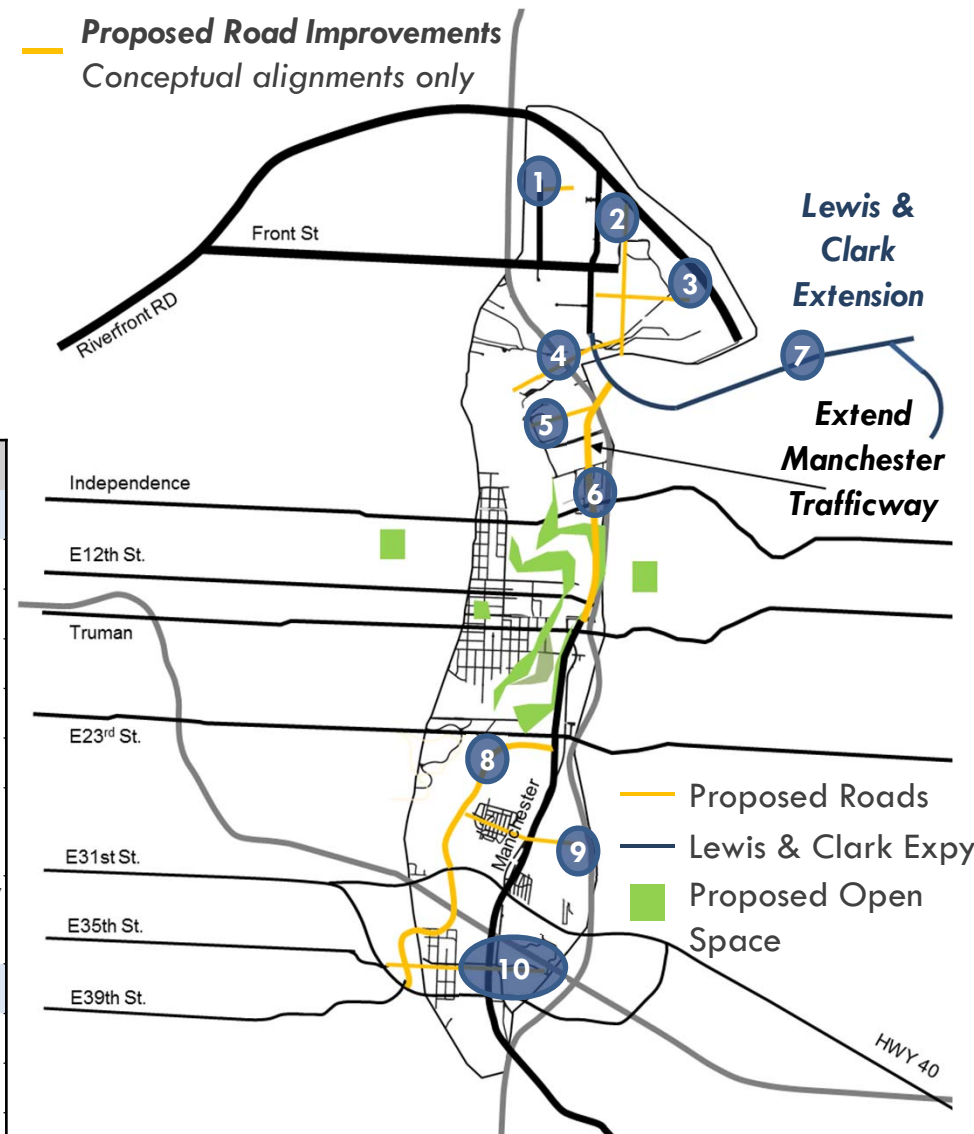 Proposed Road Improvements
Conceptual alignments only
1
2
Lewis &
Clark
Extension
Front St
3
Riverfront RD
4
7
5
Extend
Manchester
Trafficway
Independence
6
E12th St.
Truman
E23rd St.
8
Manchester
Proposed Roads
9
Lewis & Clark Expy
E31st St.
Proposed Open
Space
E35th St.
10
E39th St.
HWY 40